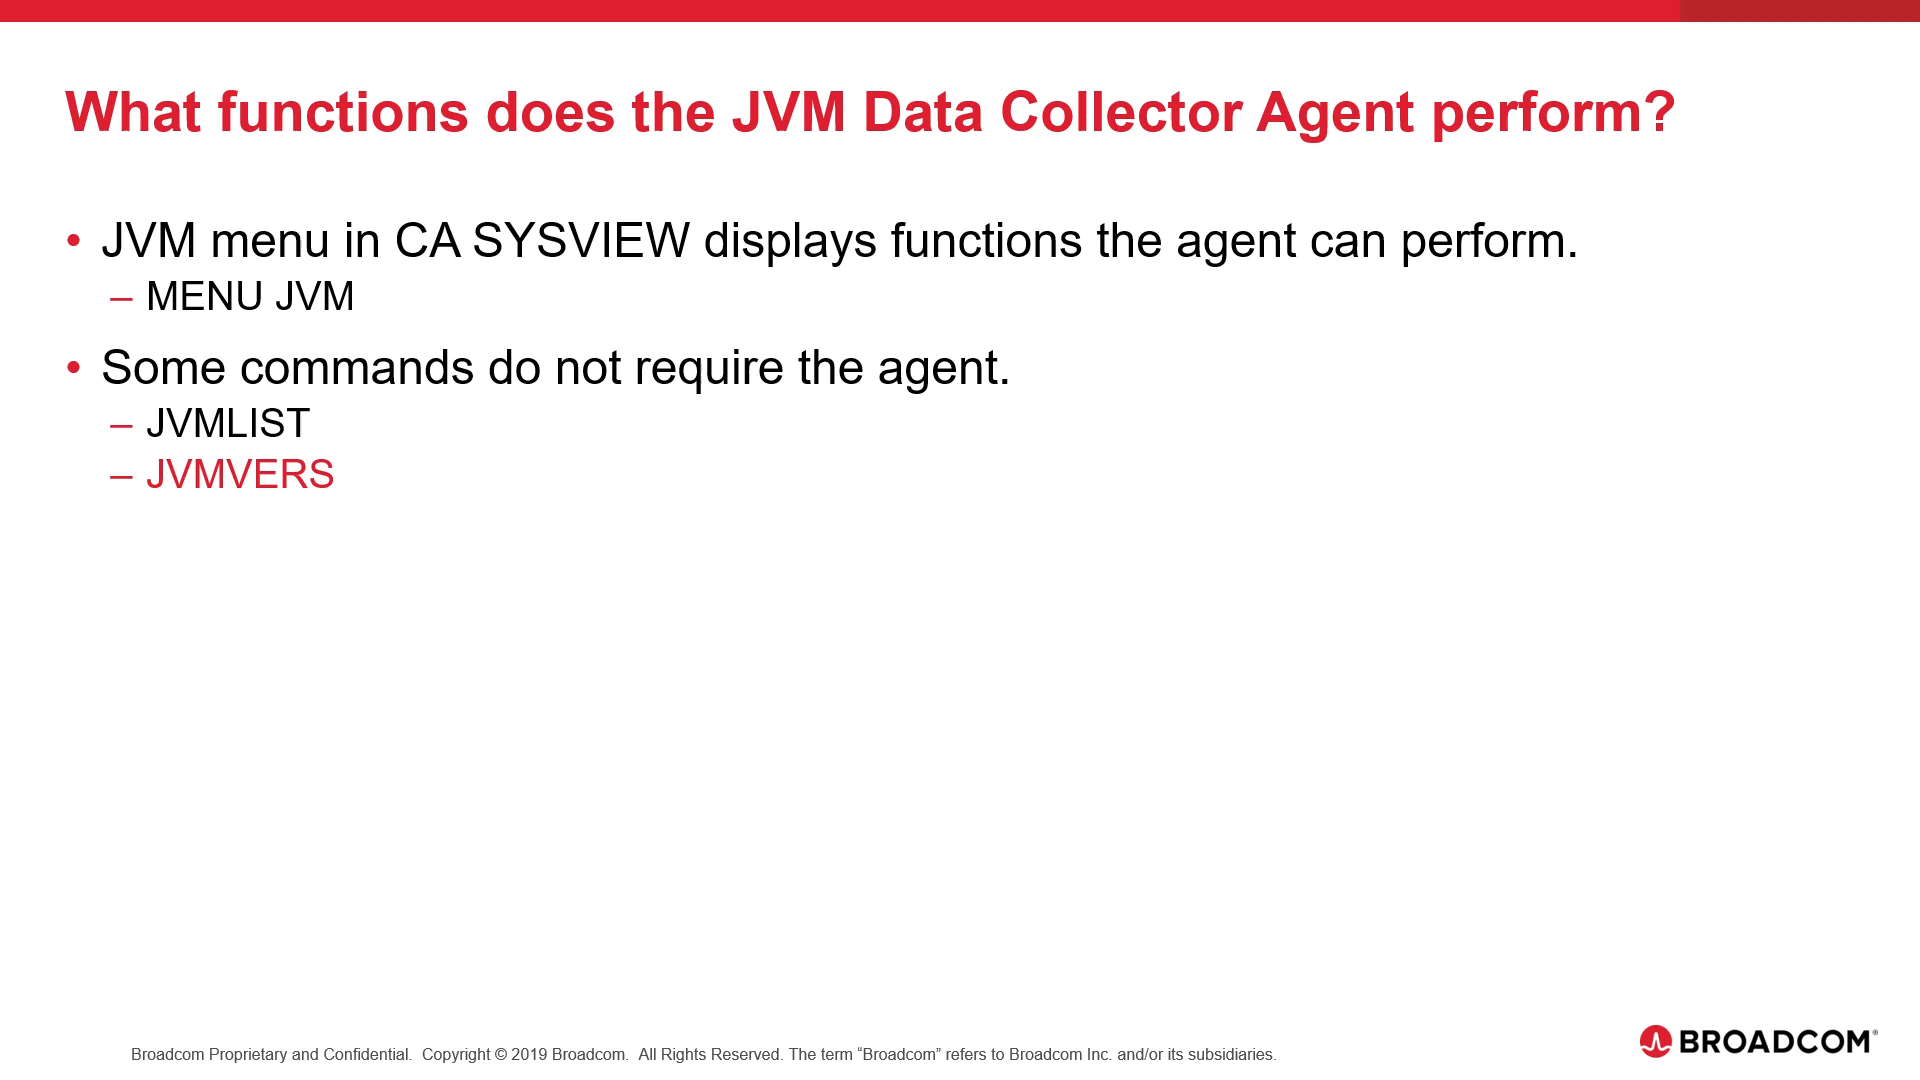 What functions does the JVM Data Collector Agent perform?
• JVM menu in CA SYSVIEW displays functions the agent can perform.
– MENU JVM
• Some commands do not require the agent.
– JVMLIST
– JVMVERS
Broadcom Proprietary and Confidential.  Copyright © 2019 Broadcom.  All Rights Reserved. The term “Broadcom” refers to Broadcom Inc. and/or its subsidiaries.
BROADCOM®